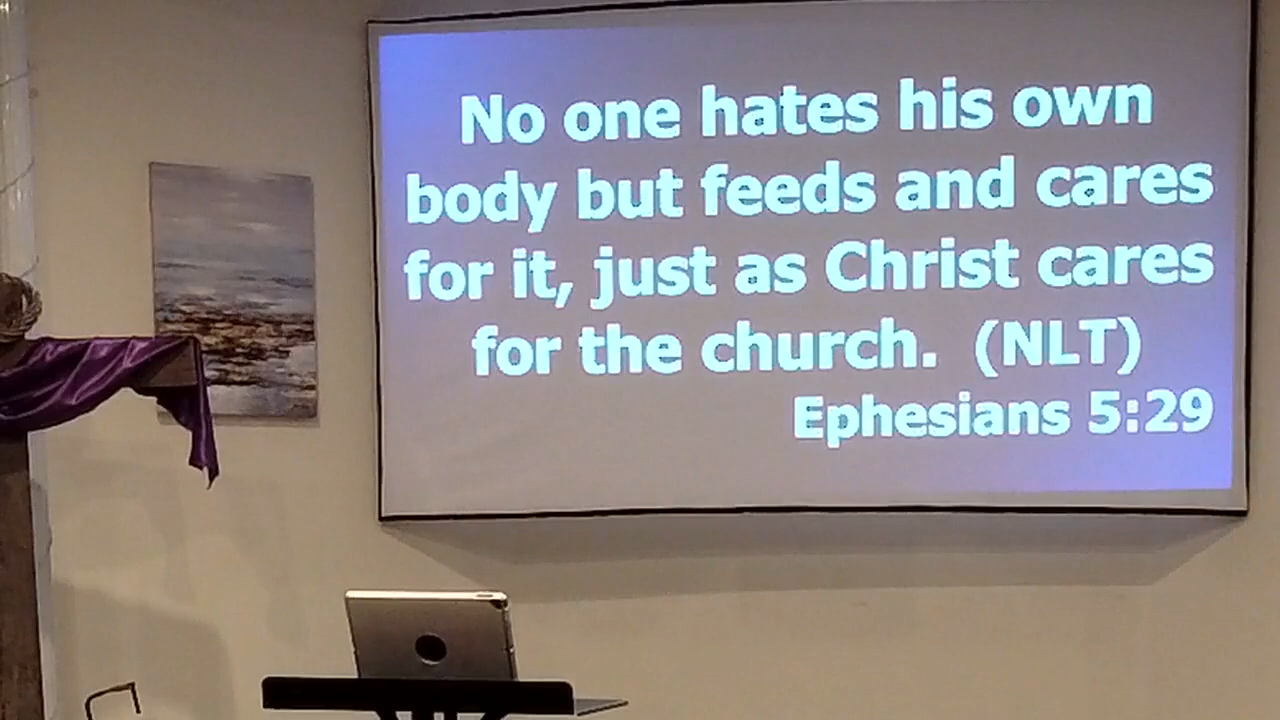 No one hates his own
body but feeds and cares
for it, just as Christ cares
for the church. (NLT)
Ephesians 5:29